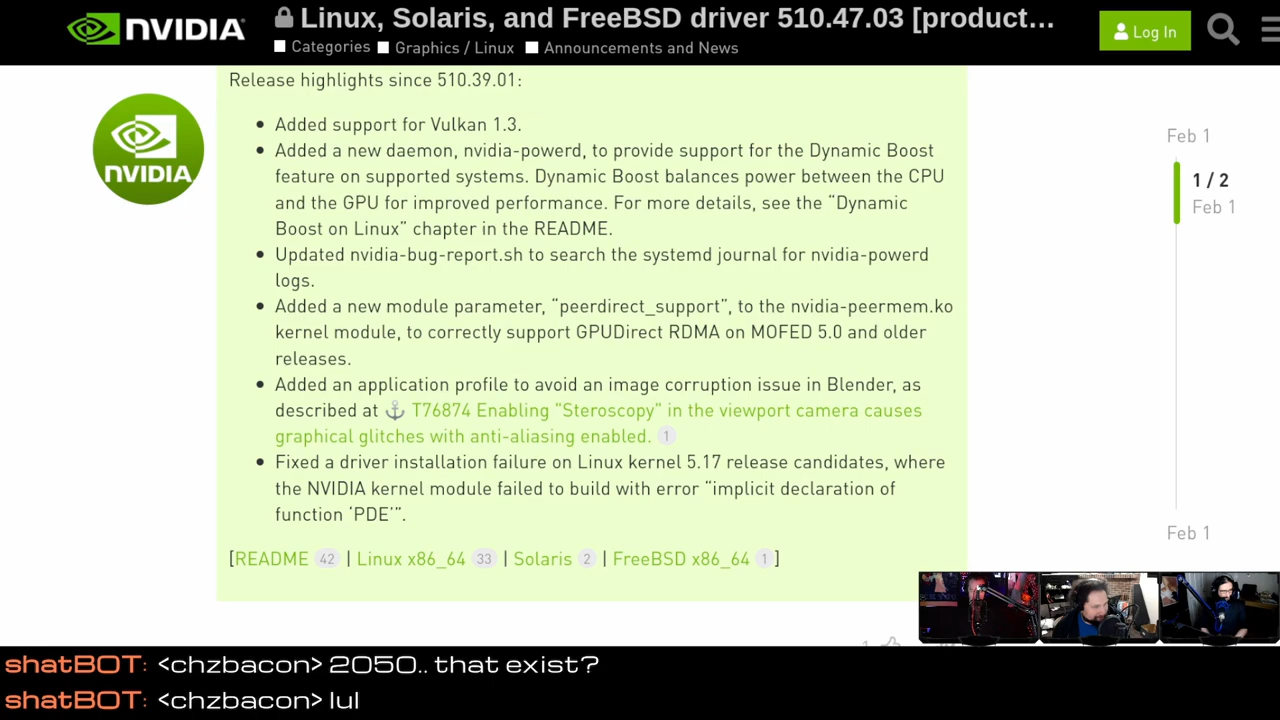 NVIDIA
Linux, Solaris, and FreeBSD driver 510.47.03 [product…
Categories Graphics / Linux Announcements and News
Log In
Release highlights since 510.39.01:
NVIDIA
• Added support for Vulkan 1.3.
• Added a new daemon, nvidia-powerd, to provide support for the Dynamic Boost
feature on supported systems. Dynamic Boost balances power between the CPU
and the GPU for improved performance. For more details, see the “Dynamic
Boost on Linux” chapter in the README.
• Updated nvidia-bug-report.sh to search the systemd journal for nvidia-powerd
logs.
• Added a new module parameter, “peerdirect_support”, to the nvidia-peermem.ko
kernel module, to correctly support GPUDirect RDMA on MOFED 5.0 and older
releases.
• Added an application profile to avoid an image corruption issue in Blender, as
described at ⚓ T76874 Enabling "Steroscopy" in the viewport camera causes
graphical glitches with anti-aliasing enabled. 1
• Fixed a driver installation failure on Linux kernel 5.17 release candidates, where
the NVIDIA kernel module failed to build with error “implicit declaration of
function ‘PDE’”.
[README 42 | Linux x86_64 33 | Solaris 2 | FreeBSD x86_64 1 ]
Feb 1
1 / 2
Feb 1
Feb 1
shatBOT: <chzbacon> 2050.. that exist?
shatBOT: <chzbacon> lul